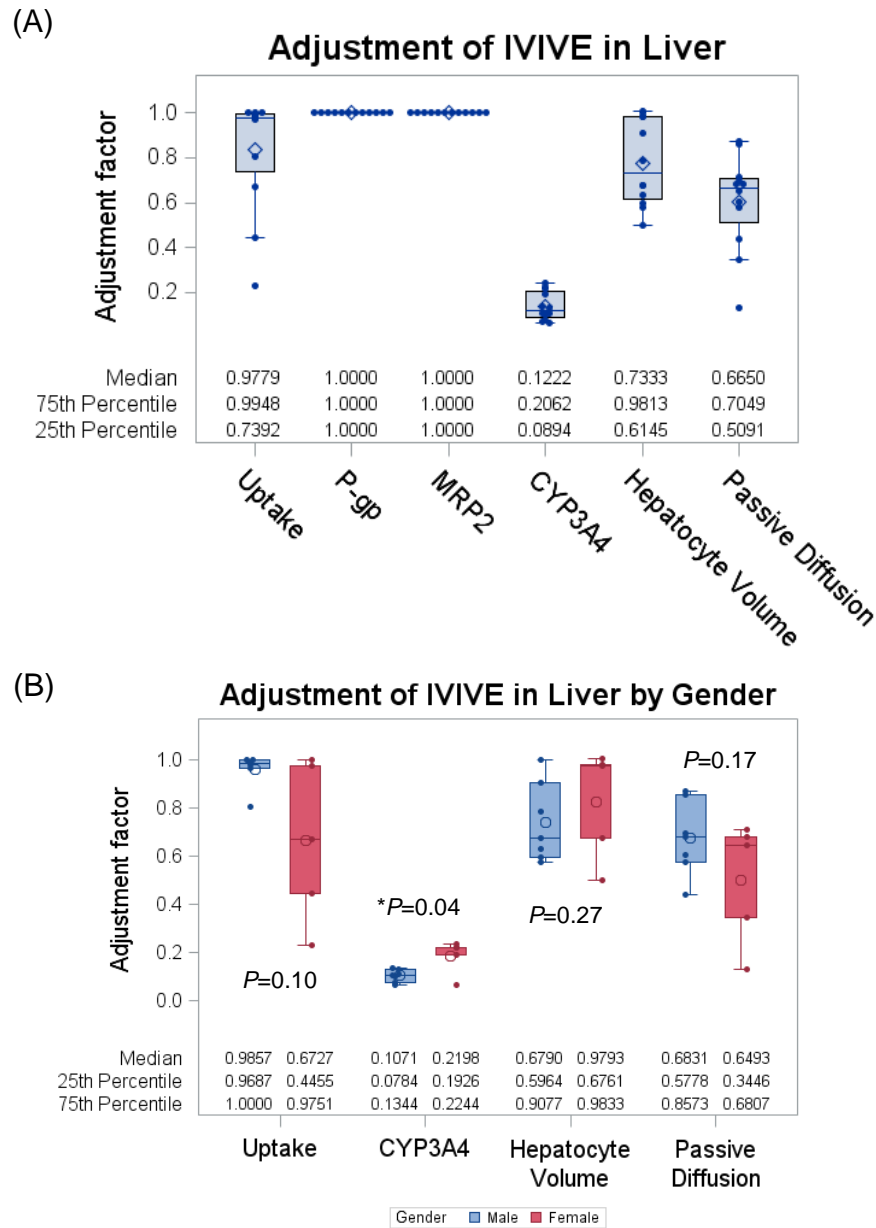 (A)
Adjustment of IVIVE in Liver
Adjustment factor
1.0
0.8
0.6
0.4
0.2
Median 0.9779 1.0000 1.0000 0.1222 0.7333 0.6650
75th Percentile 0.9948 1.0000 1.0000 0.2062 0.9813 0.7049
25th Percentile 0.7392 1.0000 1.0000 0.0894 0.6145 0.5091
Uptake P-gp MRP2 CYP3A4 Hepatocyte Volume Passive Diffusion
(B)
Adjustment of IVIVE in Liver by Gender
Adjustment factor
1.0
0.8
0.6
0.4
0.2
0.0
P=0.17
*P=0.04
P=0.27
P=0.10
Median 0.9857 0.6727 0.1071 0.2198 0.6790 0.9793 0.6831 0.6493
25th Percentile 0.9687 0.4455 0.0784 0.1926 0.5964 0.6761 0.5778 0.3446
75th Percentile 1.0000 0.9751 0.1344 0.2244 0.9077 0.9833 0.8573 0.6807
Uptake CYP3A4 Hepatocyte Passive
Volume Diffusion
Gender Male Female